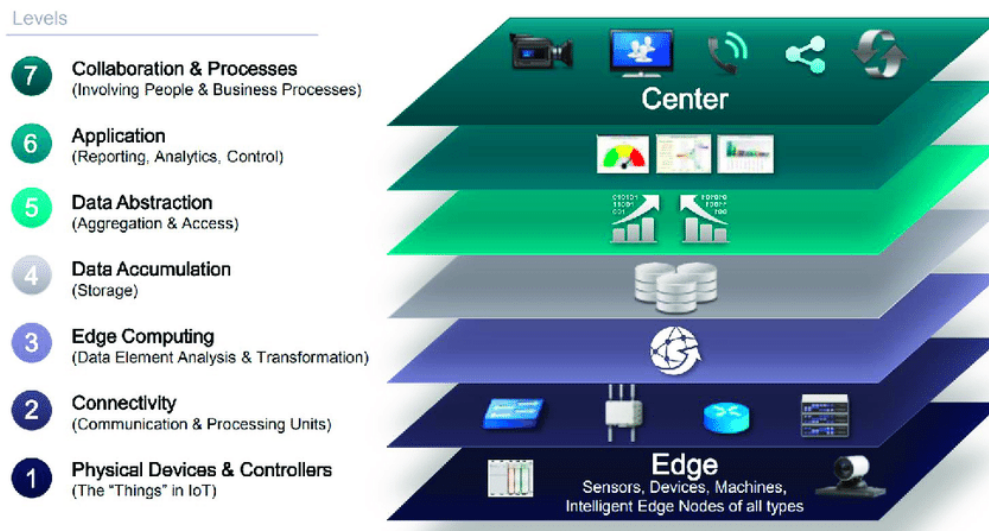 Levels
7
Collaboration & Processes
(Involving People & Business Processes)
6
Application
(Reporting, Analytics, Control)
5
Data Abstraction
(Aggregation & Access)
4
Data Accumulation
(Storage)
3
Edge Computing
(Data Element Analysis & Transformation)
2
Connectivity
(Communication & Processing Units)
1
Physical Devices & Controllers
(The “Things” in IoT)
Center
Edge
Sensors, Devices, Machines,
Intelligent Edge Nodes of all types